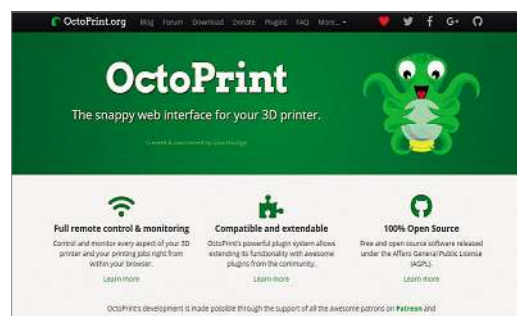 OctoPrint.org Blog Forum Download Donate Plugins FAQ More...
OctoPrint
The snappy web interface for your 3D printer.
Created & maintained by Gina Häußge
Full remote control & monitoring
Control and monitor every aspect of your 3D
printer and your printing jobs right from
within your browser.
Learn more
Compatible and extendable
OctoPrint's powerful plugin system allows
extending its functionality with awesome
plugins from the community.
Learn more
100% Open Source
Free and open source software released
under the Affero General Public License
(AGPL).
Learn more
OctoPrint's development is made possible through the support of all the awesome patrons on Patreon and